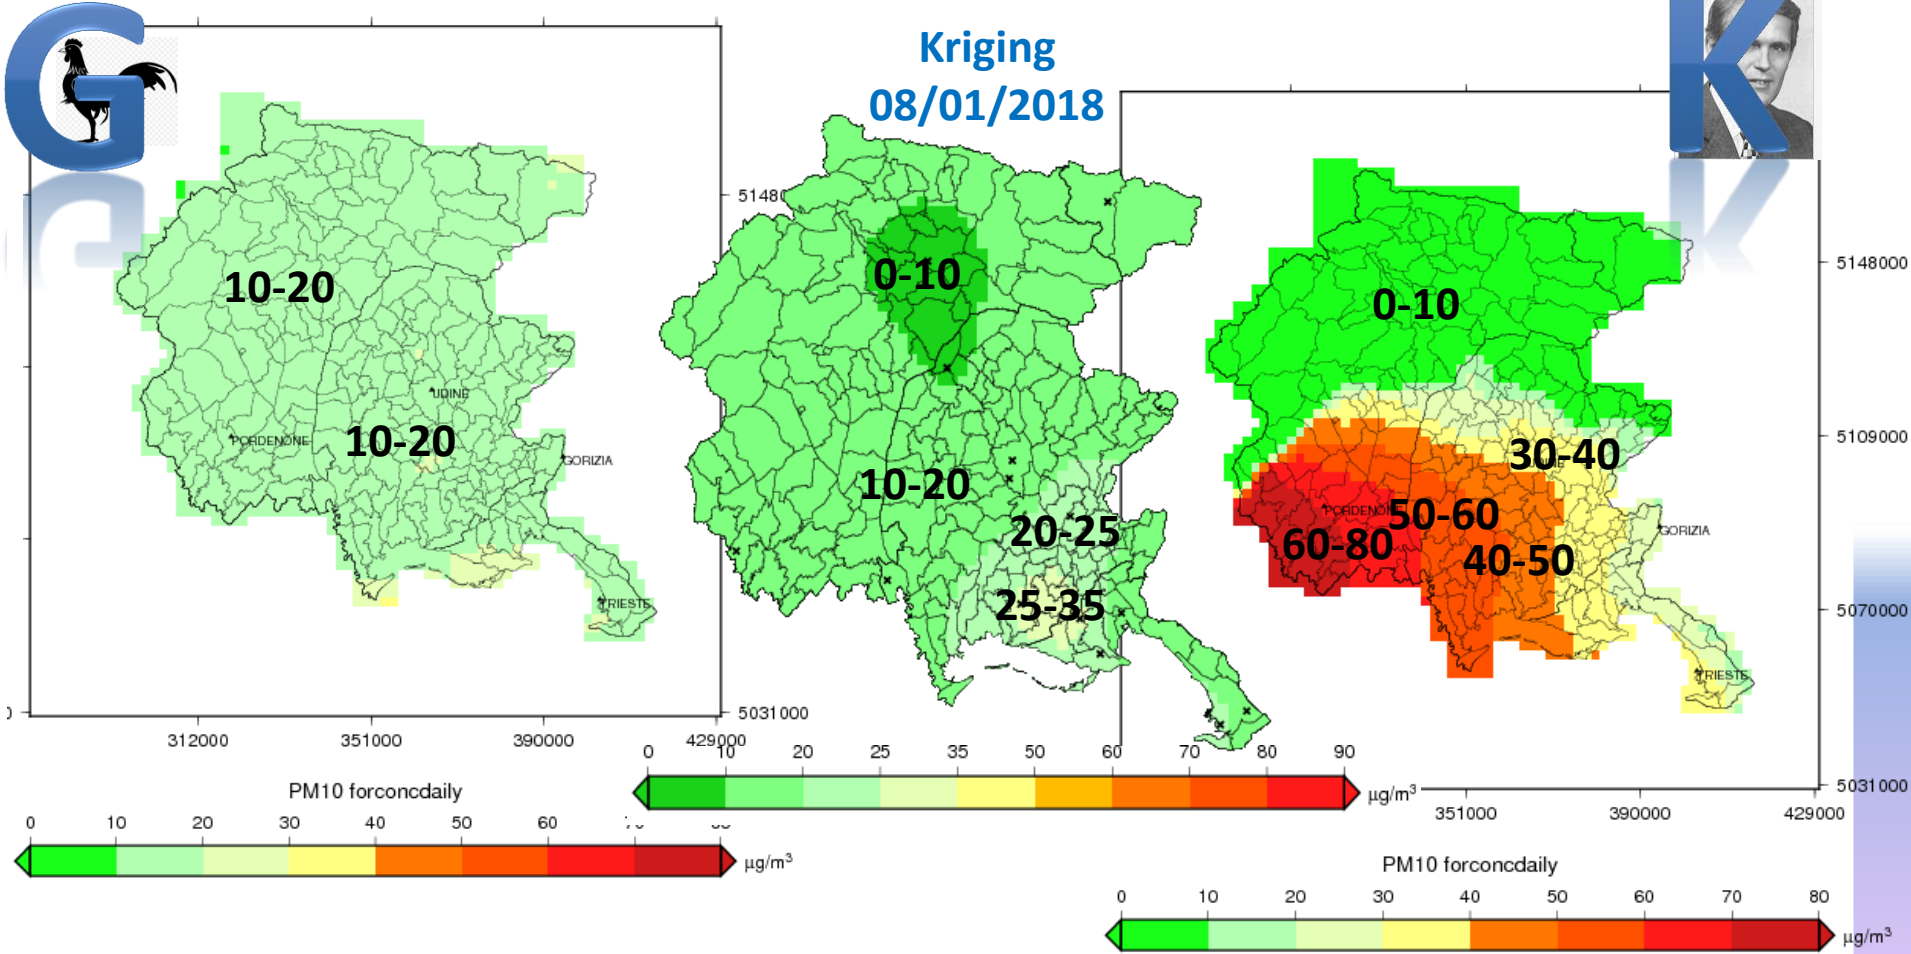 G
Kriging
08/01/2018
K
10-20
10-20
UDINE
PORDENONE
GORIZIA
TRIESTE
5031000
312000
351000
390000
429000
PM10 forconcdaily
0 10 20 30 40 50 60
µg/m³
0-10
10-20
20-25
25-35
0 10 20 25 35 50 60 70 80 90
µg/m³
0-10
30-40
50-60
60-80
40-50
PORDENONE
GORIZIA
TRIESTE
5148000
5109000
5070000
5031000
351000
390000
429000
PM10 forconcdaily
0 10 20 30 40 50 60 70 80
µg/m³